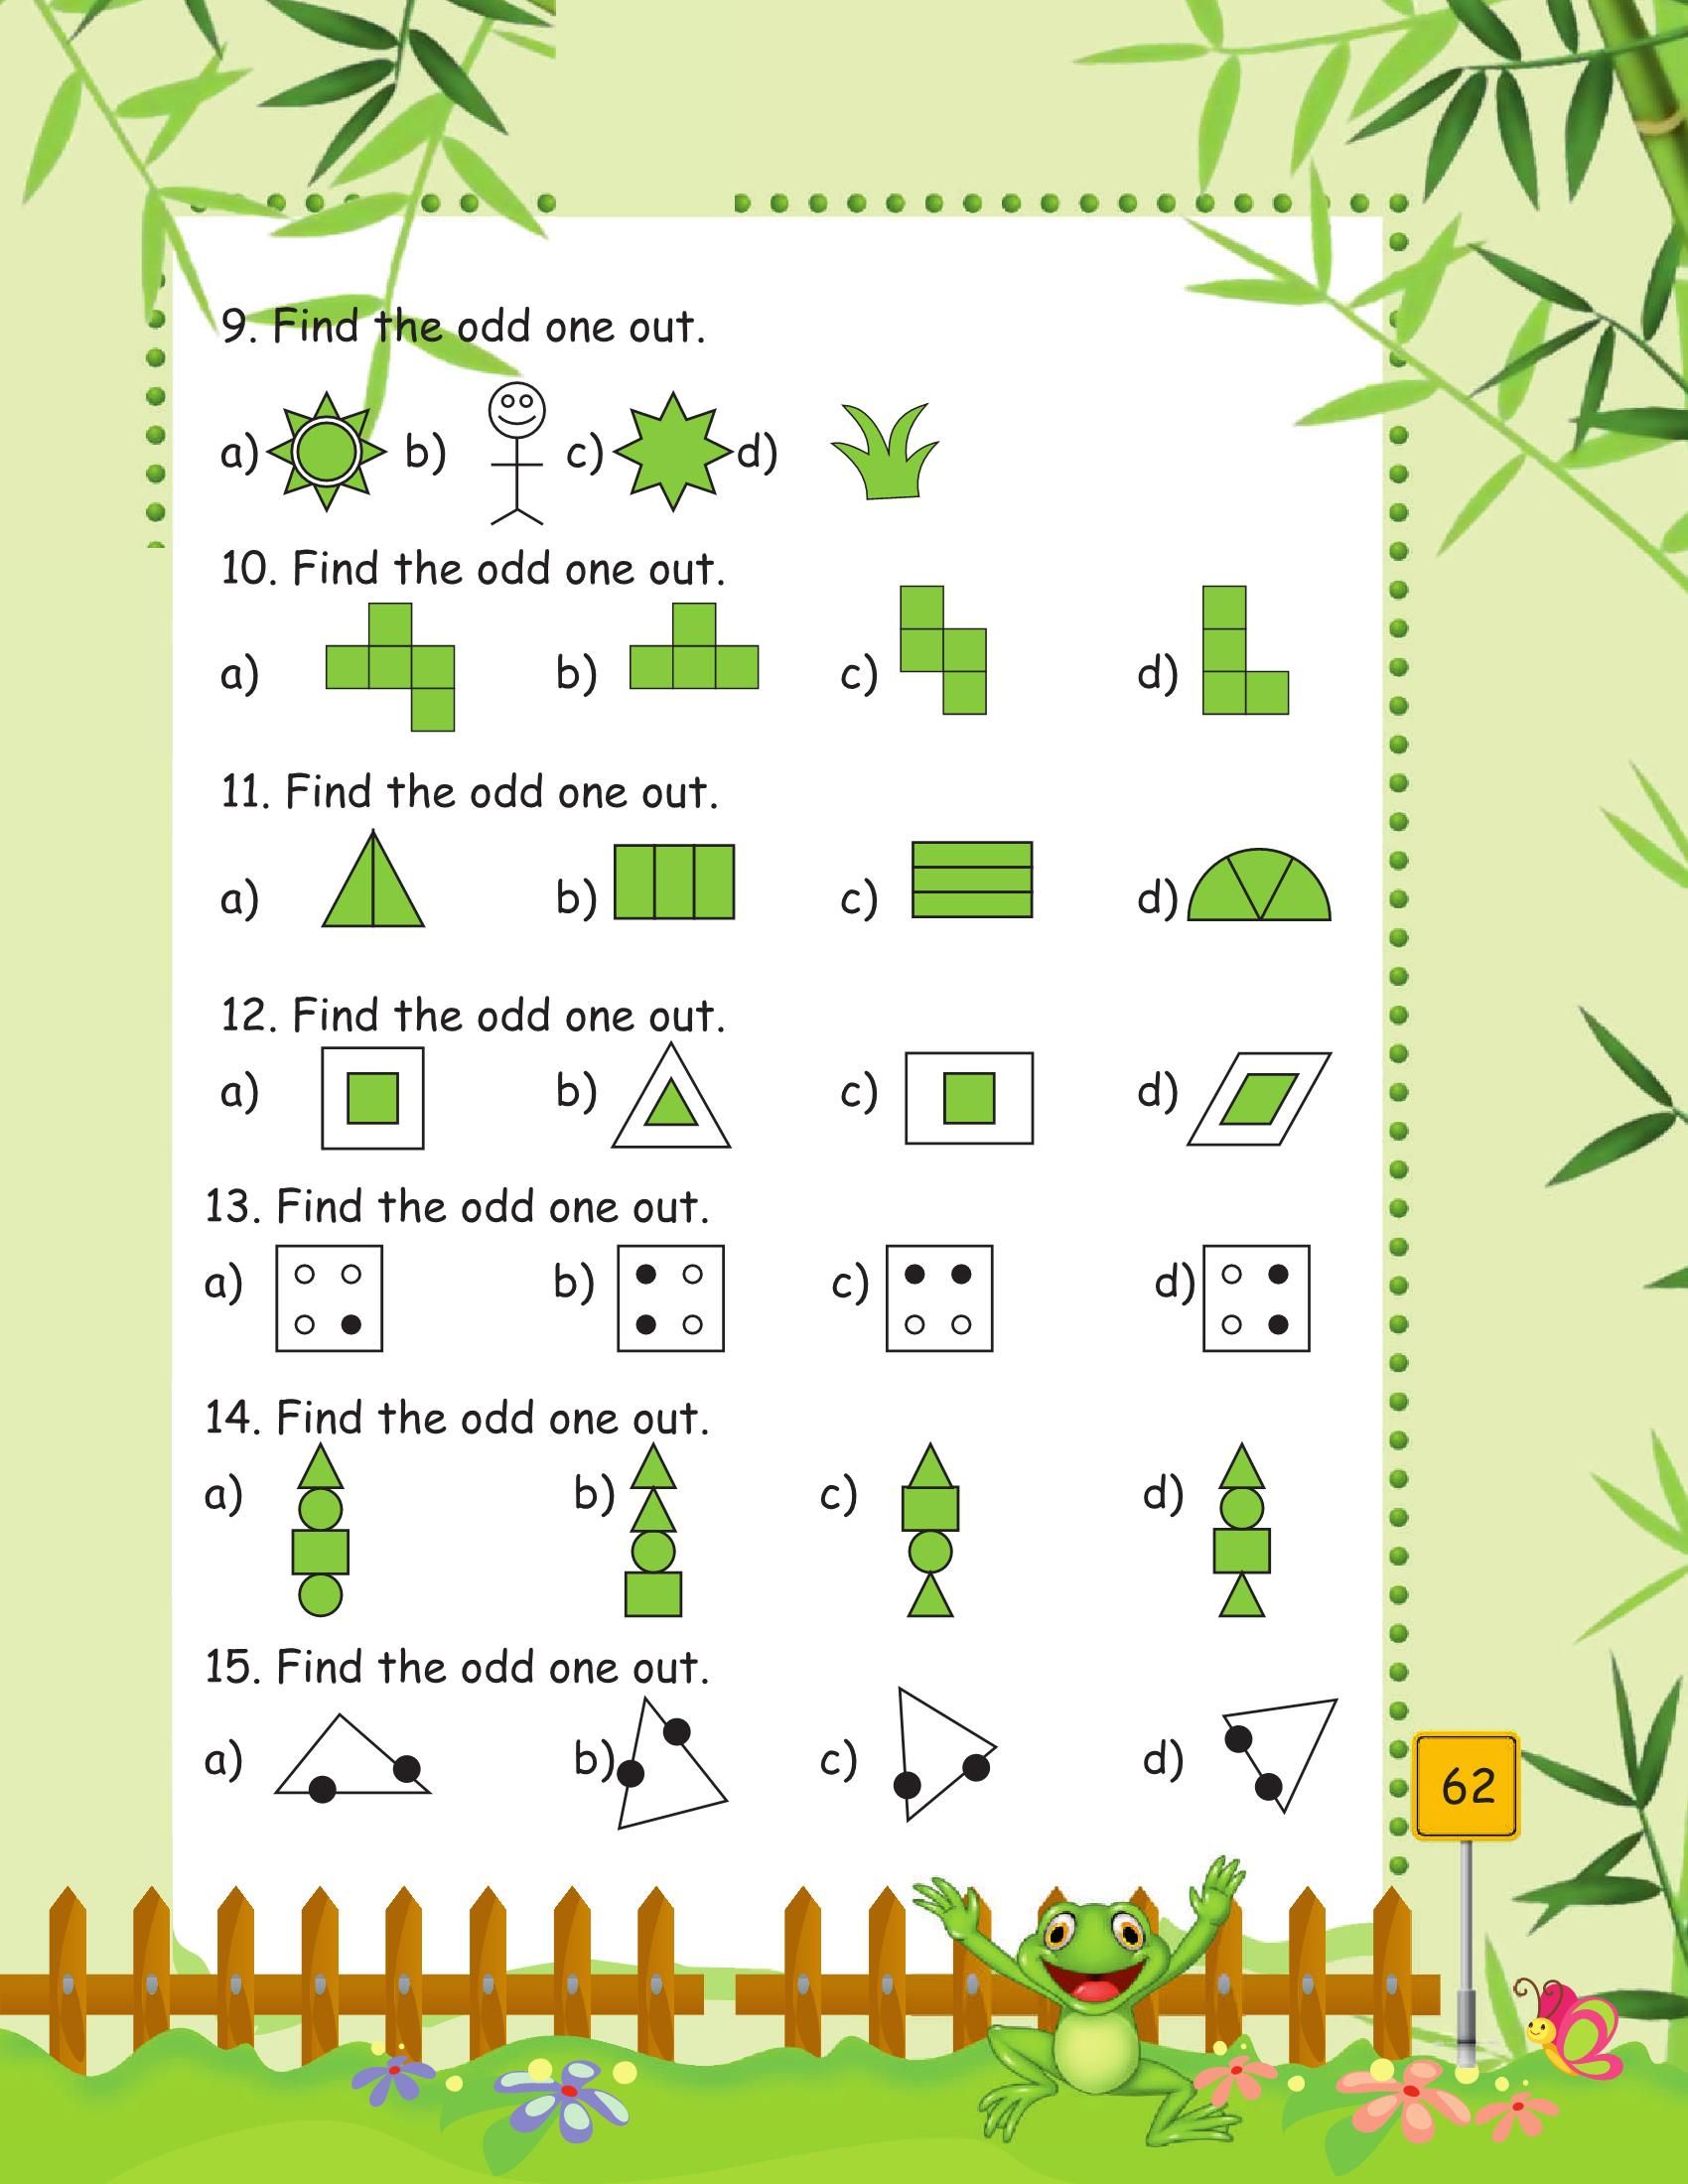 9. Find the odd one out.
a) b) c) d)
10. Find the odd one out.
a) b) c) d)
11. Find the odd one out.
a) b) c) d)
12. Find the odd one out.
a) b) c) d)
13. Find the odd one out.
a) b) c) d)
14. Find the odd one out.
a) b) c) d)
15. Find the odd one out.
a) b) c) d)
62